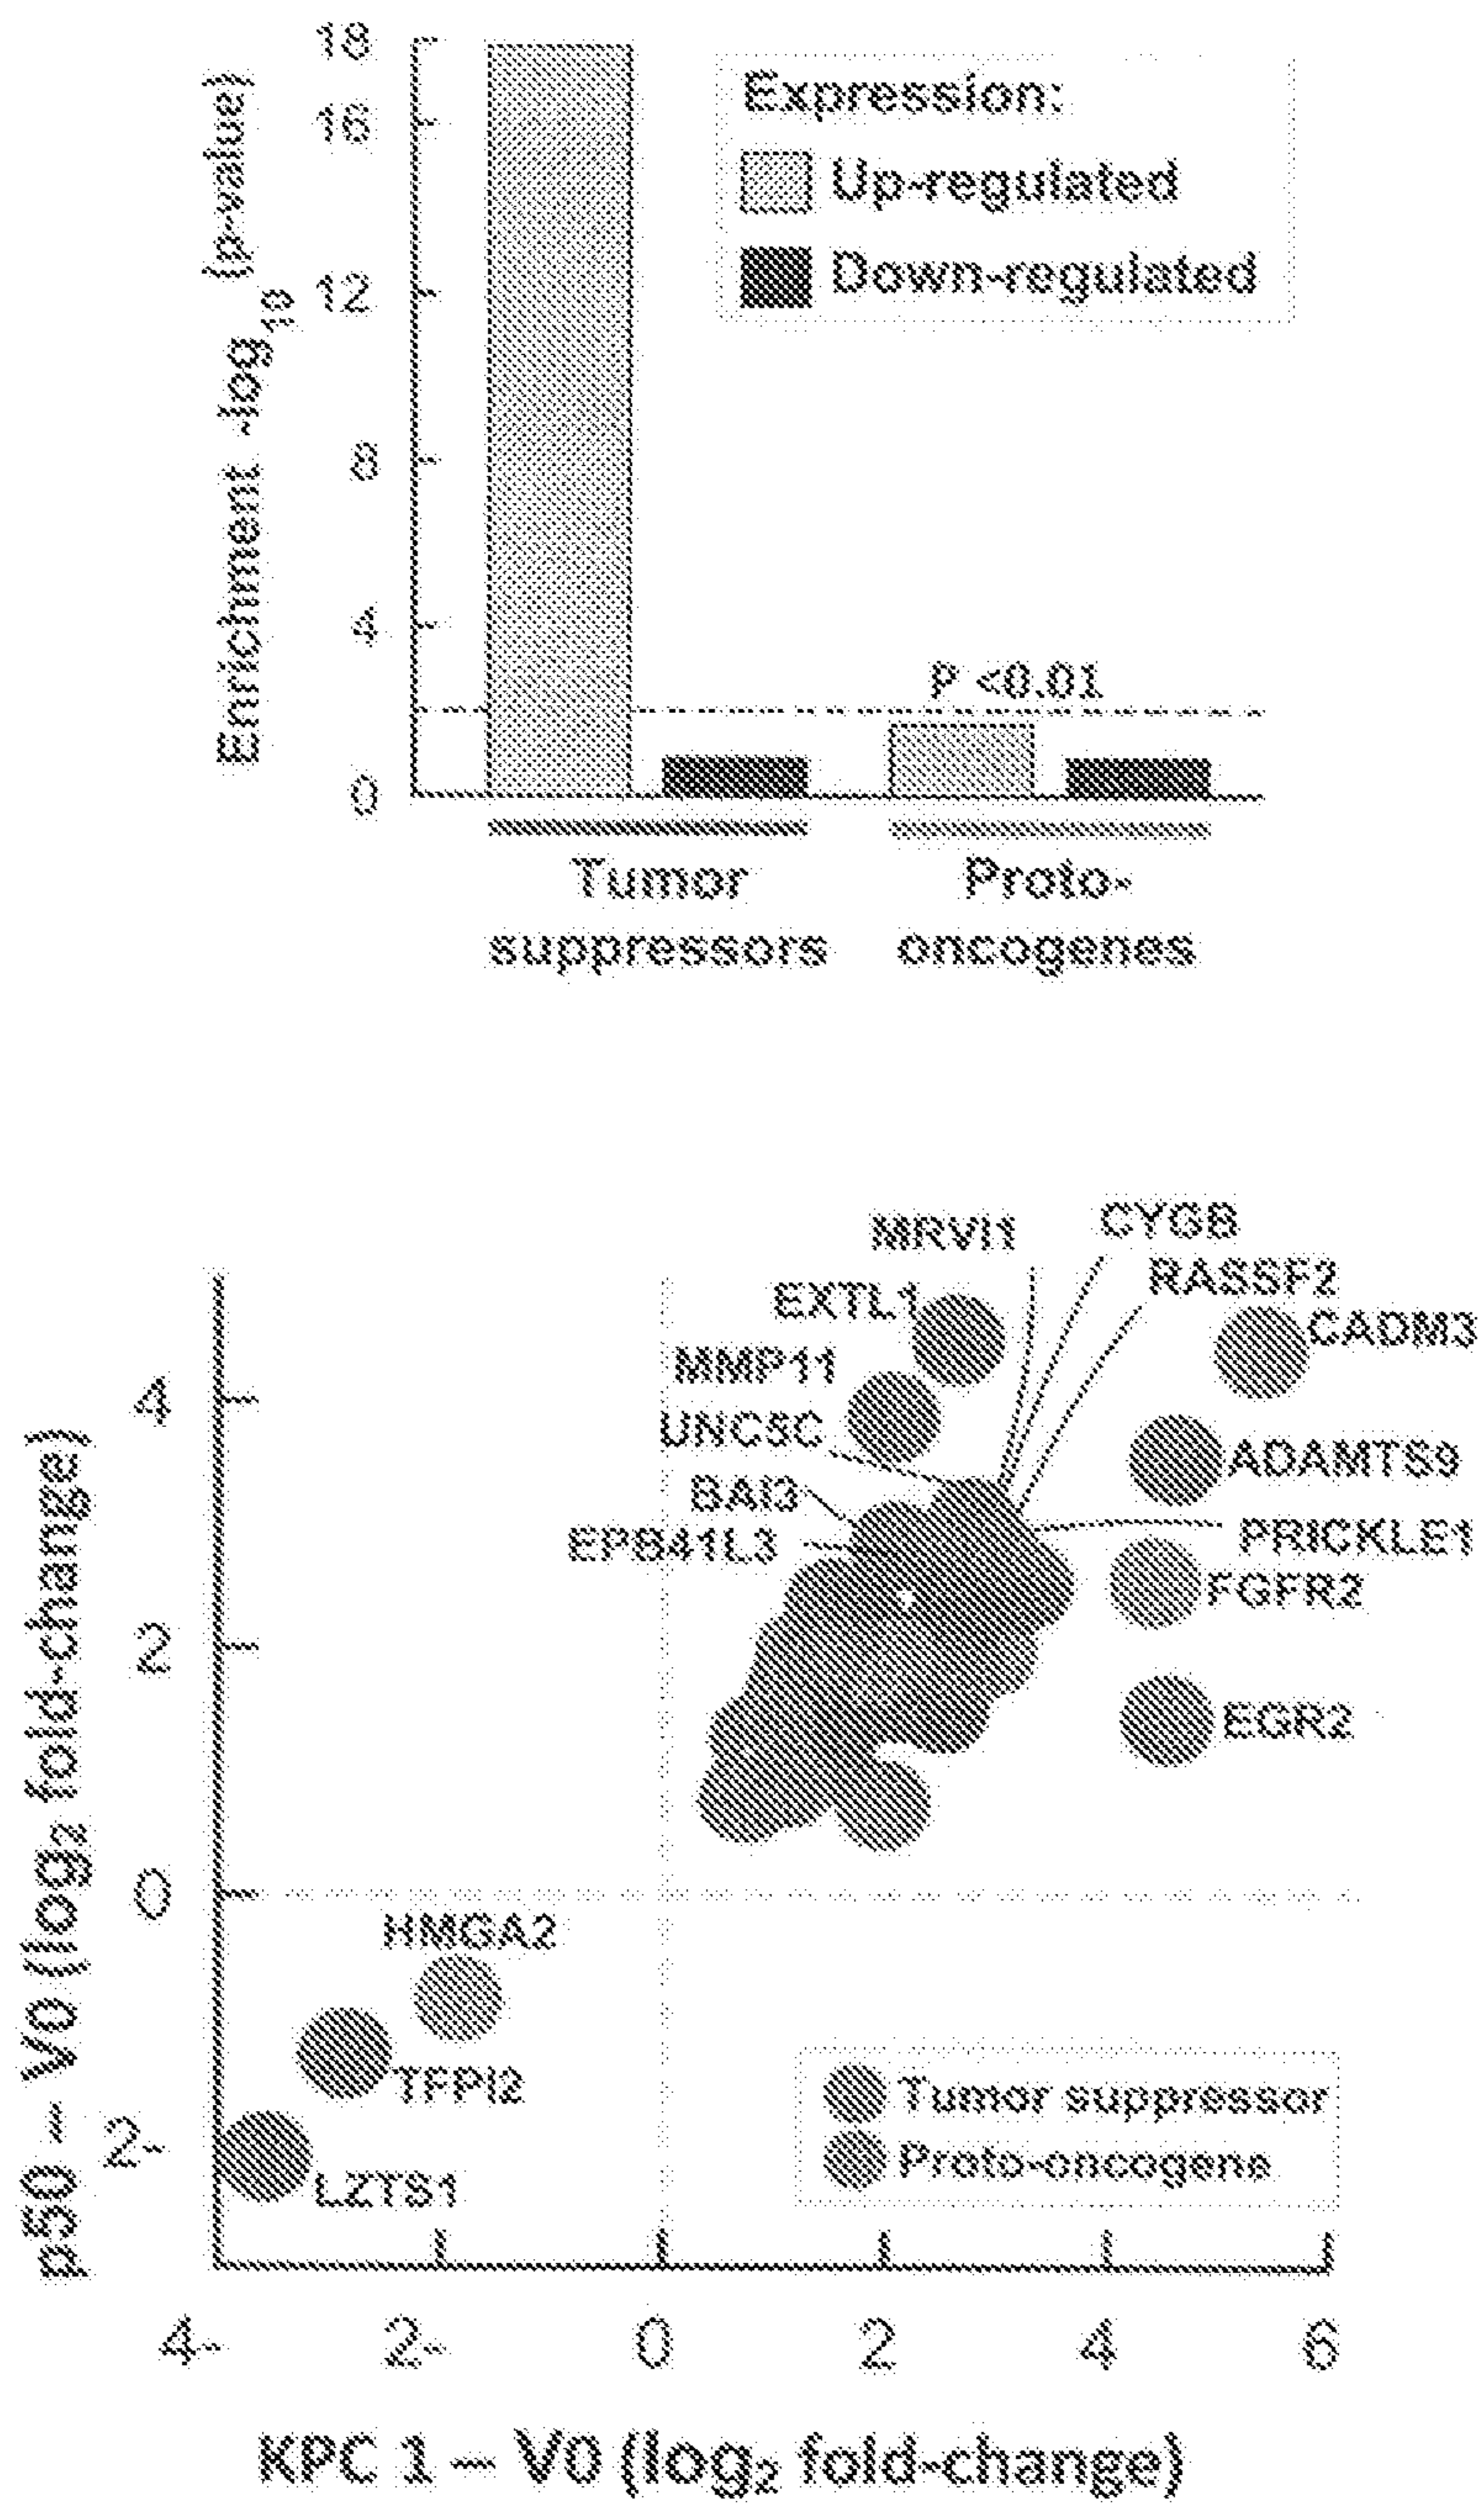 18
16
12
8
4
0
Enrichment -log10 (p-value)
Expression:
Up-regulated
Down-regulated
P <0.01
Tumor
suppressors
Proto-
oncogenes
MRVI1
CYGB
RASSF2
EXTL1
CADM3
MMP11
UNC5C
ADAMTS9
BAI3
PRICKLE1
EPB41L3
FGFR2
EGR2
HMGA2
TFPI2
LZTS1
Tumor suppressor
Proto-oncogene
4
2
0
2-
p50 – V0 (log₂ fold-change)
4- 2- 0 2 4 6
KPC 1 – V0 (log₂ fold-change)